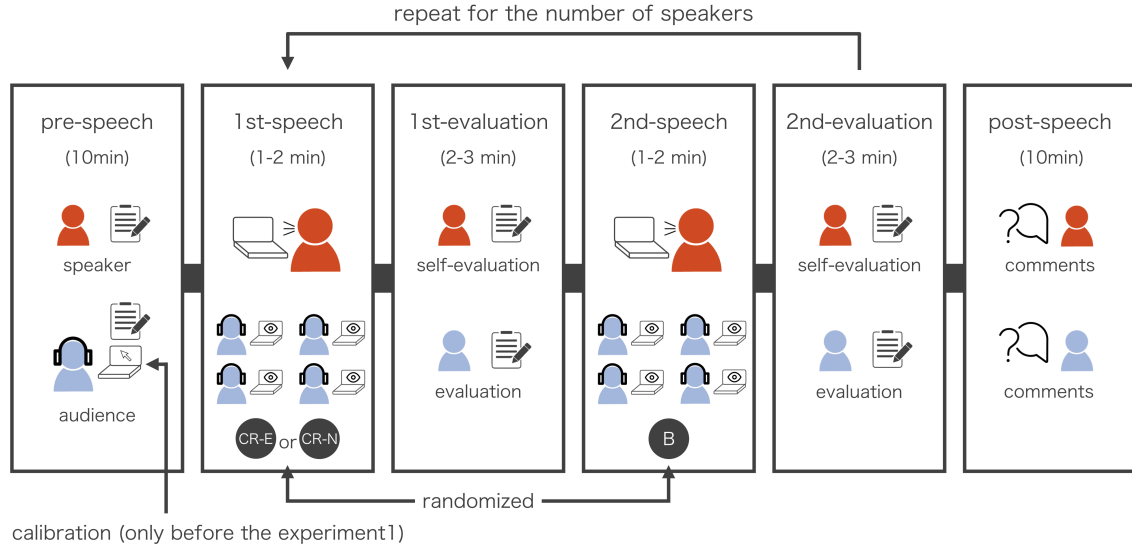 repeat for the number of speakers
pre-speech
(10min)
speaker
audience
1st-speech
(1-2 min)
CR-E or CR-N
1st-evaluation
(2-3 min)
self-evaluation
evaluation
2nd-speech
(1-2 min)
B
2nd-evaluation
(2-3 min)
self-evaluation
evaluation
post-speech
(10min)
comments
comments
randomized
calibration (only before the experiment1)